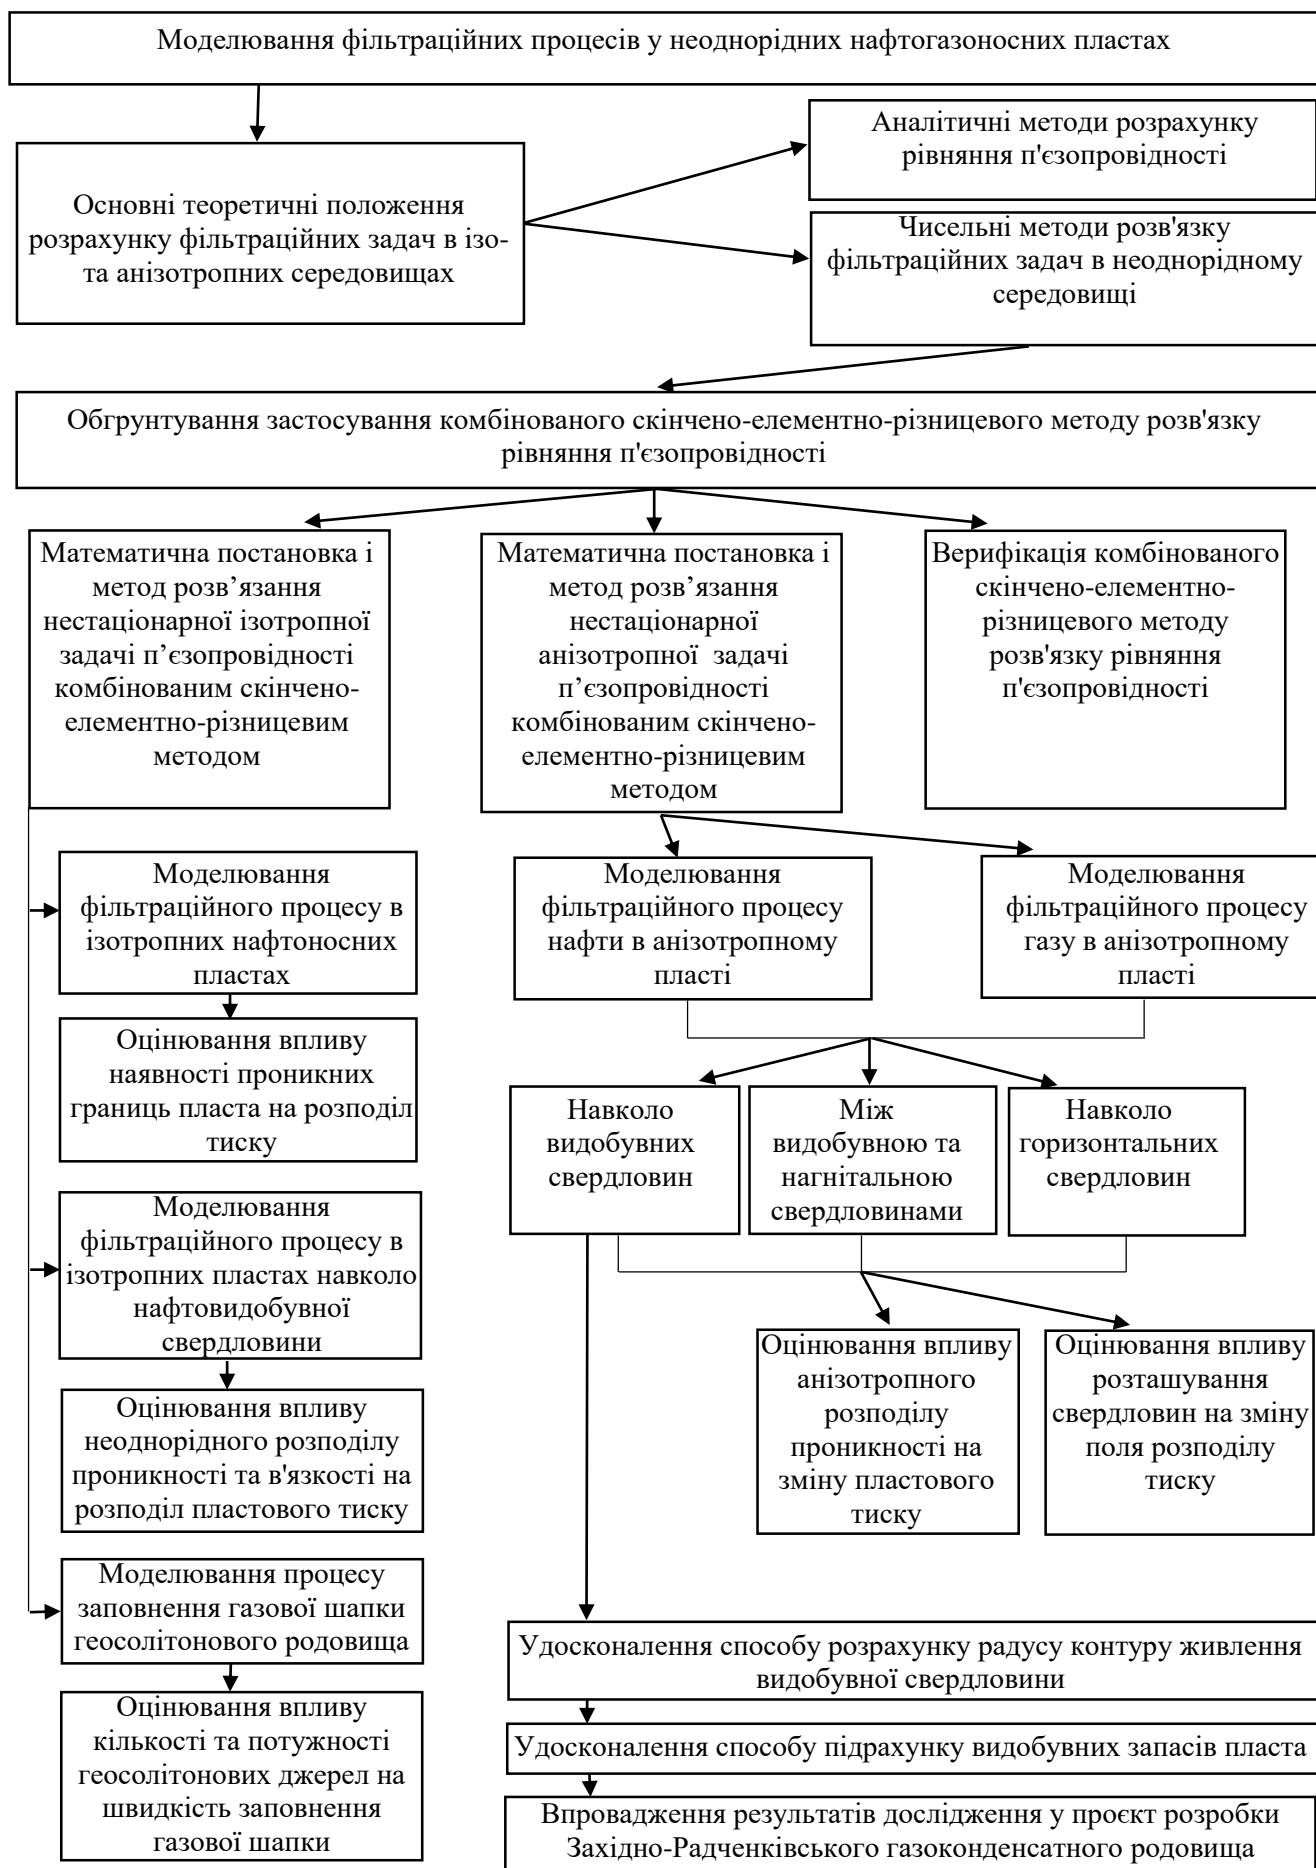 Моделювання фільтраційних процесів у неоднорідних нафтогазоносних пластах
Аналітичні методи розрахунку
рівняння п'єзопровідності
Основні теоретичні положення
розрахунку фільтраційних задач в ізо-
та анізотропних середовищах
Чисельні методи розв'язку
фільтраційних задач в неоднорідному
середовищі
Обгрунтування застосування комбінованого скінчено-елементно-різницевого методу розв'язку
рівняння п'єзопровідності
Математична постановка і
метод розв’язання
нестаціонарної ізотропної
задачі п’єзопровідності
комбінованим скінчено-
елементно-різницевим
методом
Математична постановка і
метод розв’язання
нестаціонарної
анізотропної задачі
п’єзопровідності
комбінованим скінчено-
елементно-різницевим
методом
Верифікація комбінованого
скінчено-елементно-
різницевого методу
розв'язку рівняння
п'єзопровідності
Моделювання
фільтраційного процесу в
ізотропних нафтоносних
пластах
Моделювання
фільтраційного процесу
нафти в анізотропному
пласті
Моделювання
фільтраційного процесу
газу в анізотропному
пласті
Оцінювання впливу
наявності проникних
границь пласта на розподіл
тиску
Навколо
видобувних
свердловин
Між
видобувною та
нагнітальною
свердловинами
Навколо
горизонтальних
свердловин
Моделювання
фільтраційного процесу в
ізотропних пластах навколо
нафтовидобувної
свердловини
Оцінювання впливу
анізотропного
розподілу
проникності на
зміну пластового
тиску
Оцінювання впливу
розташування
свердловин на зміну
поля розподілу
тиску
Оцінювання впливу
неоднорідного розподілу
проникності та в'язкості на
розподіл пластового тиску
Моделювання процесу
заповнення газової шапки
геосолітонового родовища
Оцінювання впливу
кількості та потужності
геосолітонових джерел на
швидкість заповнення
газової шапки
Удосконалення способу розрахунку радусу контуру живлення
видобувної свердловини
Удосконалення способу підрахунку видобувних запасів пласта
Впровадження результатів дослідження у проєкт розробки
Західно-Радченківського газоконденсатного родовища